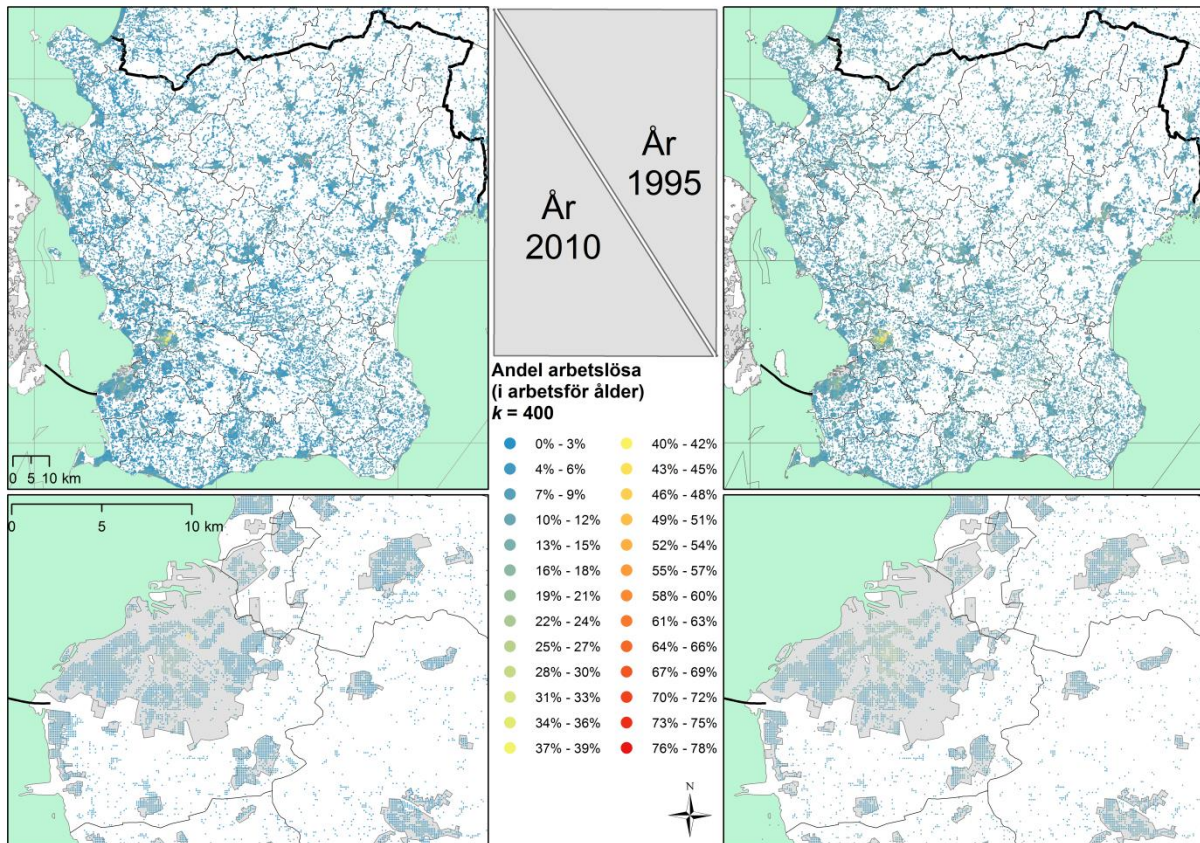 År
1995
År
2010
Andel arbetslösa
(i arbetsför ålder)
k = 400
0% - 3%
4% - 6%
7% - 9%
10% - 12%
13% - 15%
16% - 18%
19% - 21%
22% - 24%
25% - 27%
28% - 30%
31% - 33%
34% - 36%
37% - 39%
40% - 42%
43% - 45%
46% - 48%
49% - 51%
52% - 54%
55% - 57%
58% - 60%
61% - 63%
64% - 66%
67% - 69%
70% - 72%
73% - 75%
76% - 78%
0 5 10 km
0 5 10 km
N